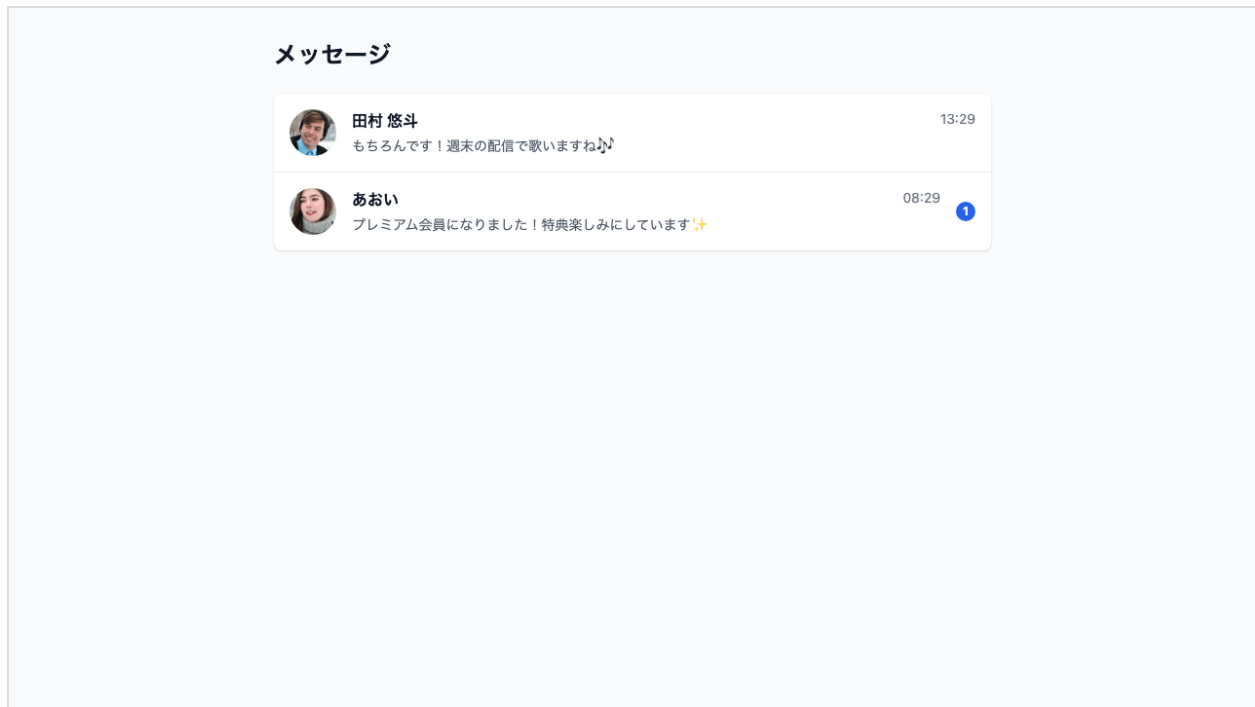 メッセージ
田村 悠斗
13:29
もちろんです！週末の配信で歌いますね🎶
あおい
08:29
プレミアム会員になりました！特典楽しみにしています✨
1